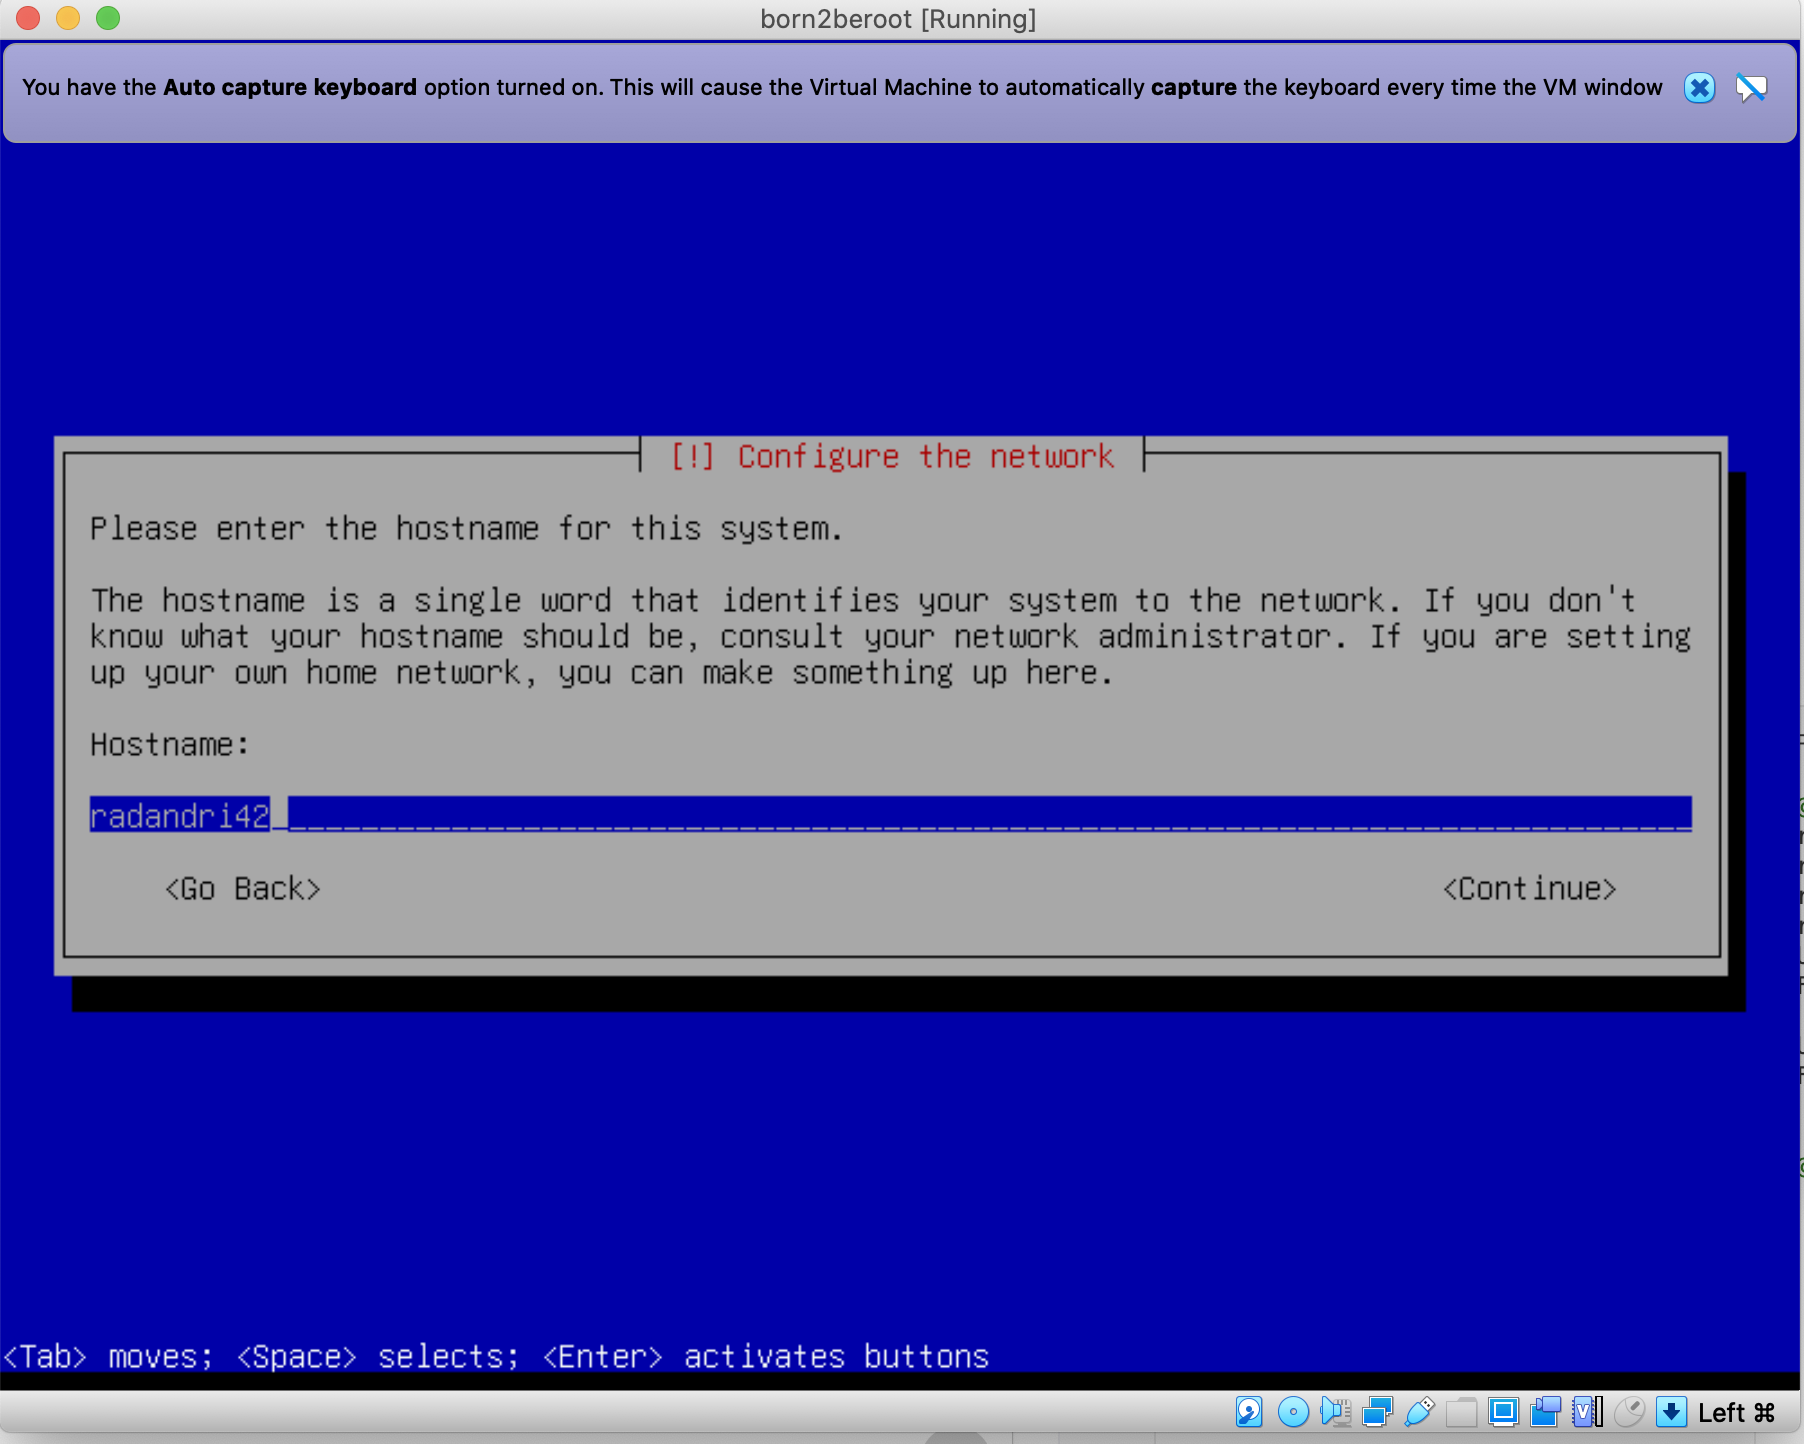 born2beroot [Running]
You have the Auto capture keyboard option turned on. This will cause the Virtual Machine to automatically capture the keyboard every time the VM window
[!] Configure the network
Please enter the hostname for this system.
The hostname is a single word that identifies your system to the network. If you don't
know what your hostname should be, consult your network administrator. If you are setting
up your own home network, you can make something up here.
Hostname:
radandri42
<Go Back>
<Continue>
<Tab> moves; <Space> selects; <Enter> activates buttons
Left ⌘